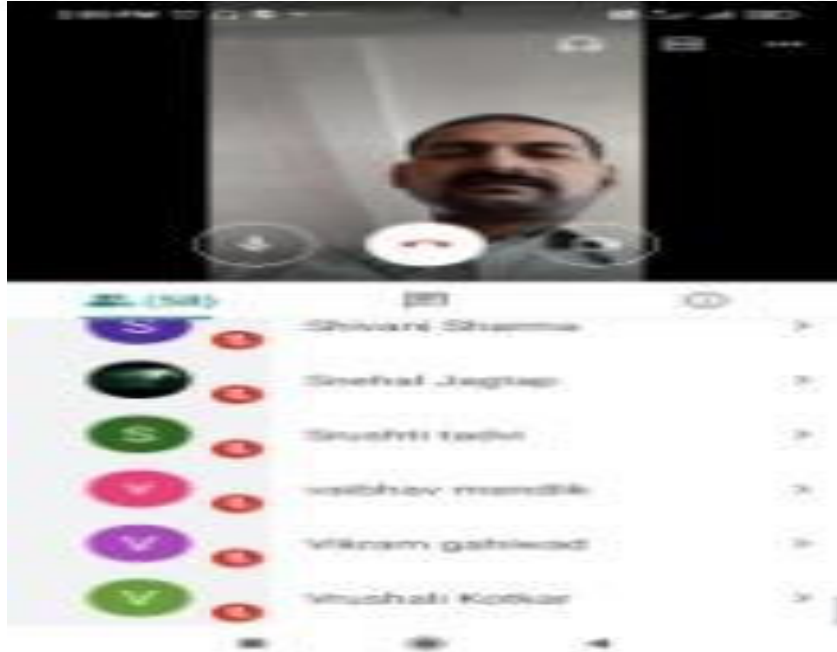 (58)
S
Shivani Sharma
Snehal Jagtap
S
Srushti tadvi
V
vaibhav mandlik
V
Vikram gaikwad
V
Vrushali Kotkar